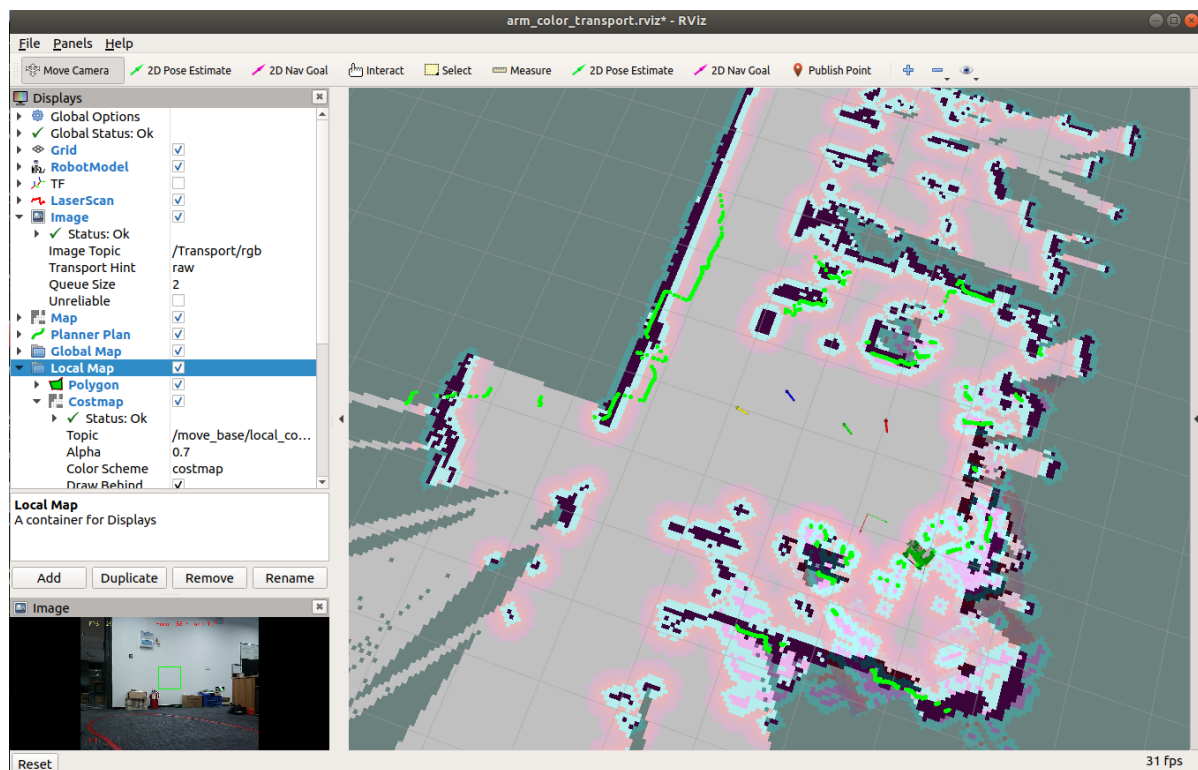 arm_color_transport.rviz* - RViz
File Panels Help
Move Camera 2D Pose Estimate 2D Nav Goal Interact Select Measure 2D Pose Estimate 2D Nav Goal Publish Point
Displays
Global Options
Global Status: Ok
Grid
RobotModel
TF
LaserScan
Image
Status: Ok
Image Topic /Transport/rgb
Transport Hint raw
Queue Size 2
Unreliable
Map
Planner Plan
Global Map
Local Map
Polygon
Costmap
Status: Ok
Topic /move_base/local_co...
Alpha 0.7
Color Scheme costmap
Draw Behind
Local Map
A container for Displays
Add Duplicate Remove Rename
Image
Reset 31 fps